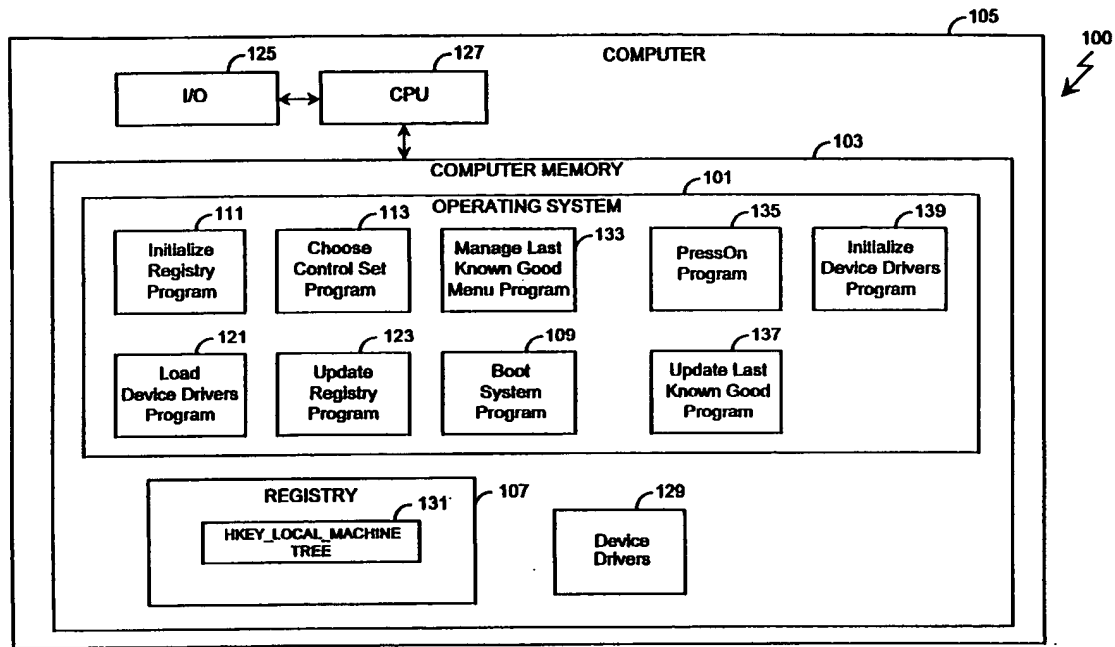 105
COMPUTER
100
125
127
I/O
CPU
103
COMPUTER MEMORY
101
OPERATING SYSTEM
111
113
133
135
139
Initialize
Registry
Program
Choose
Control Set
Program
Manage Last
Known Good
Menu Program
PressOn
Program
Initialize
Device Drivers
Program
121
123
109
137
Load
Device Drivers
Program
Update
Registry
Program
Boot
System
Program
Update Last
Known Good
Program
REGISTRY
107
131
HKEY_LOCAL_MACHINE
TREE
129
Device
Drivers